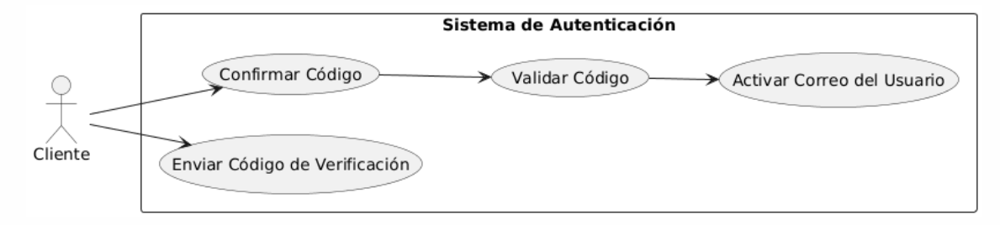 Sistema de Autenticación
Confirmar Código
Validar Código
Activar Correo del Usuario
Cliente
Enviar Código de Verificación